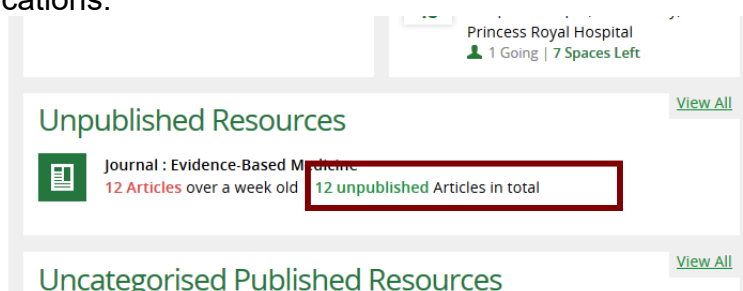 cations.
Princess Royal Hospital
1 Going | 7 Spaces Left
View All
Unpublished Resources
Journal : Evidence-Based Medicine
12 Articles over a week old 12 unpublished Articles in total
View All
Uncategorised Published Resources